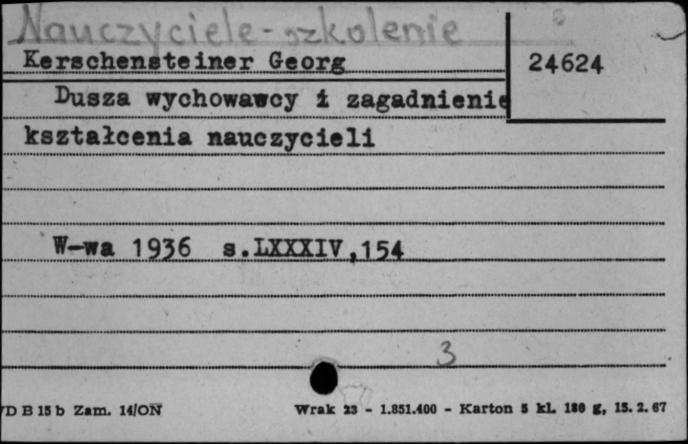 Nauczyciele-szkolenie
Kerschensteiner Georg
24624
Dusza wychowawcy i zagadnienie
kształcenia nauczycieli
W-wa 1936 s.LXXXIV,154
3
D B 15 b Zam. 14/ON
Wrak 23 - 1.851.400 - Karton 5 kl. 180 g, 15. 2. 67